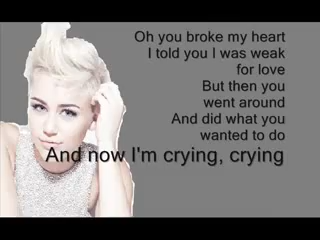 Oh you broke my heart
I told you I was weak
for love
But then you
went around
And did what you
wanted to do
And now I'm crying, crying